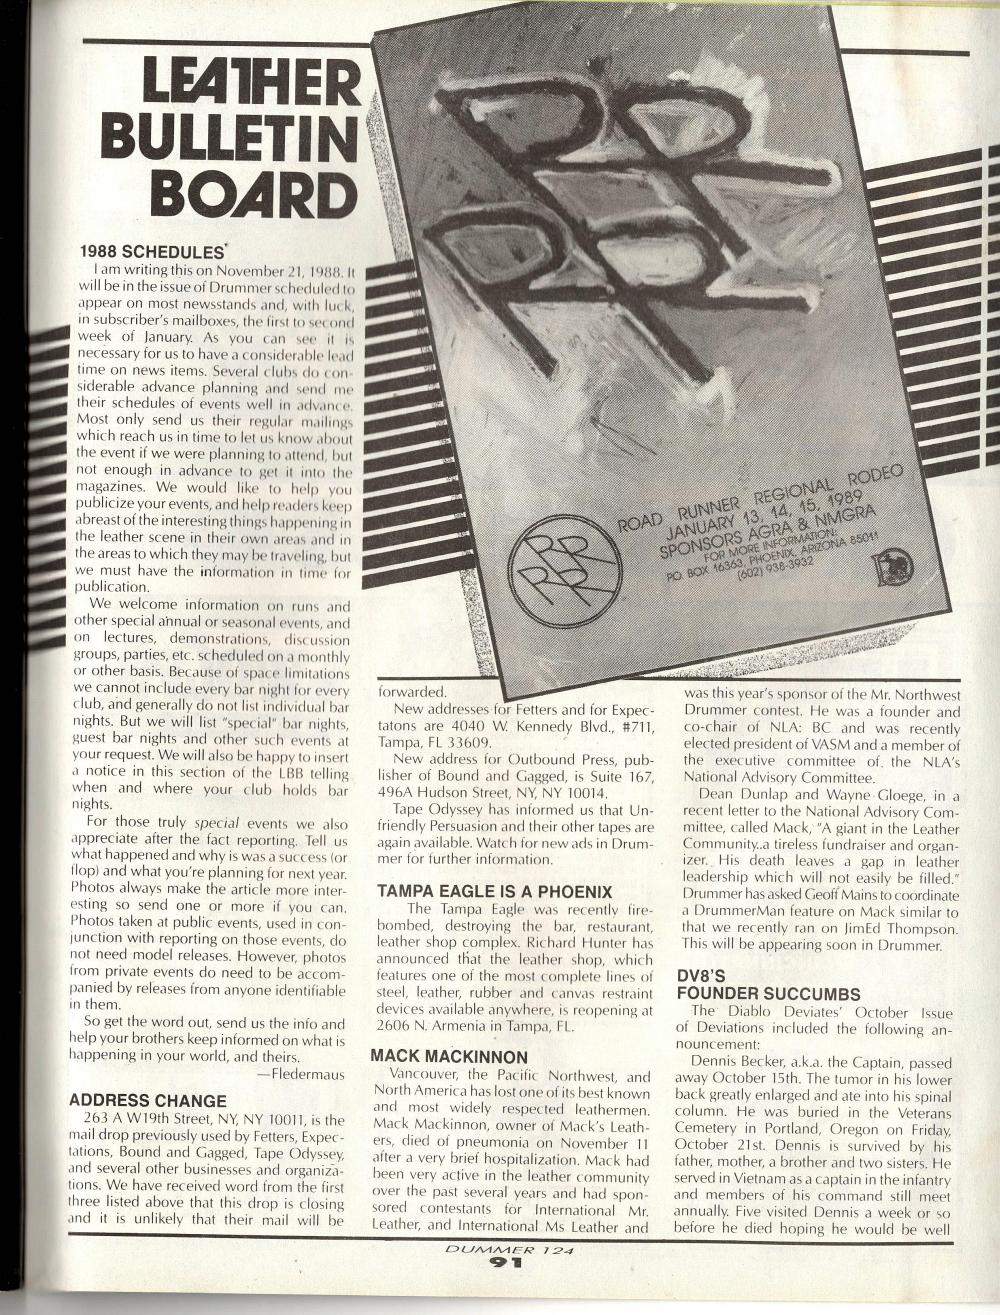 LEATHER
BULLETIN
BOARD
1988 SCHEDULES*
I am writing this on November 21, 1988. It
will be in the issue of Drummer scheduled to
appear on most newsstands and, with luck,
in subscriber's mailboxes, the first to second
week of January. As you can see it is
necessary for us to have a considerable lead
time on news items. Several clubs do con-
siderable advance planning and send me
their schedules of events well in advance.
Most only send us their regular mailings
which reach us in time to let us know about
the event if we were planning to attend, but
not enough in advance to get it into the
magazines. We would like to help you
publicize your events, and help readers keep
abreast of the interesting things happening in
the leather scene in their own areas and in
the areas to which they may be traveling, but
we must have the information in time for
publication.
We welcome information on runs and
other special annual or seasonal events, and
on lectures, demonstrations, discussion
groups, parties, etc. scheduled on a monthly
or other basis. Because of space limitations
we cannot include every bar night for every
club, and generally do not list individual bar
nights. But we will list "special" bar nights,
guest bar nights and other such events at
your request. We will also be happy to insert
a notice in this section of the LBB telling
when and where your club holds bar
nights.
For those truly special events we also
appreciate after the fact reporting. Tell us
what happened and why is was a success (or
flop) and what you're planning for next year.
Photos always make the article more inter-
esting so send one or more if you can.
Photos taken at public events, used in con-
junction with reporting on those events, do
not need model releases. However, photos
from private events do need to be accom-
panied by releases from anyone identifiable
in them.
So get the word out, send us the info and
help your brothers keep informed on what is
happening in your world, and theirs.
—Fledermaus
ADDRESS CHANGE
263 A W19th Street, NY, NY 10011, is the
mail drop previously used by Fetters, Expec-
tations, Bound and Gagged, Tape Odyssey,
and several other businesses and organiza-
tions. We have received word from the first
three listed above that this drop is closing
and it is unlikely that their mail will be
RR
RR
RR
RR
ROAD RUNNER REGIONAL RODEO
JANUARY 13, 14, 15, 1989
SPONSORS AGRA & NMGRA
FOR MORE INFORMATION:
P.O. BOX 16363, PHOENIX, ARIZONA 85011
(602) 938-3932
forwarded.
New addresses for Fetters and for Expec-
tatons are 4040 W. Kennedy Blvd., #711,
Tampa, FL 33609.
New address for Outbound Press, pub-
lisher of Bound and Gagged, is Suite 167,
496A Hudson Street, NY, NY 10014.
Tape Odyssey has informed us that Un-
friendly Persuasion and their other tapes are
again available. Watch for new ads in Drum-
mer for further information.
TAMPA EAGLE IS A PHOENIX
The Tampa Eagle was recently fire-
bombed, destroying the bar, restaurant,
leather shop complex. Richard Hunter has
announced that the leather shop, which
features one of the most complete lines of
steel, leather, rubber and canvas restraint
devices available anywhere, is reopening at
2606 N. Armenia in Tampa, FL.
MACK MACKINNON
Vancouver, the Pacific Northwest, and
North America has lost one of its best known
and most widely respected leathermen.
Mack Mackinnon, owner of Mack's Leath-
ers, died of pneumonia on November 11
after a very brief hospitalization. Mack had
been very active in the leather community
over the past several years and had spon-
sored contestants for International Mr.
Leather, and International Ms Leather and
was this year's sponsor of the Mr. Northwest
Drummer contest. He was a founder and
co-chair of NLA: BC and was recently
elected president of VASM and a member of
the executive committee of the NLA's
National Advisory Committee.
Dean Dunlap and Wayne Gloege, in a
recent letter to the National Advisory Com-
mittee, called Mack, "A giant in the Leather
Community..a tireless fundraiser and organ-
izer. His death leaves a gap in leather
leadership which will not easily be filled."
Drummer has asked Geoff Mains to coordinate
a DrummerMan feature on Mack similar to
that we recently ran on JimEd Thompson.
This will be appearing soon in Drummer.
DV8'S
FOUNDER SUCCUMBS
The Diablo Deviates' October Issue
of Deviations included the following an-
nouncement:
Dennis Becker, a.k.a. the Captain, passed
away October 15th. The tumor in his lower
back greatly enlarged and ate into his spinal
column. He was buried in the Veterans
Cemetery in Portland, Oregon on Friday,
October 21st. Dennis is survived by his
father, mother, a brother and two sisters. He
served in Vietnam as a captain in the infantry
and members of his command still meet
annually. Five visited Dennis a week or so
before he died hoping he would be well
DUMMER 124
91